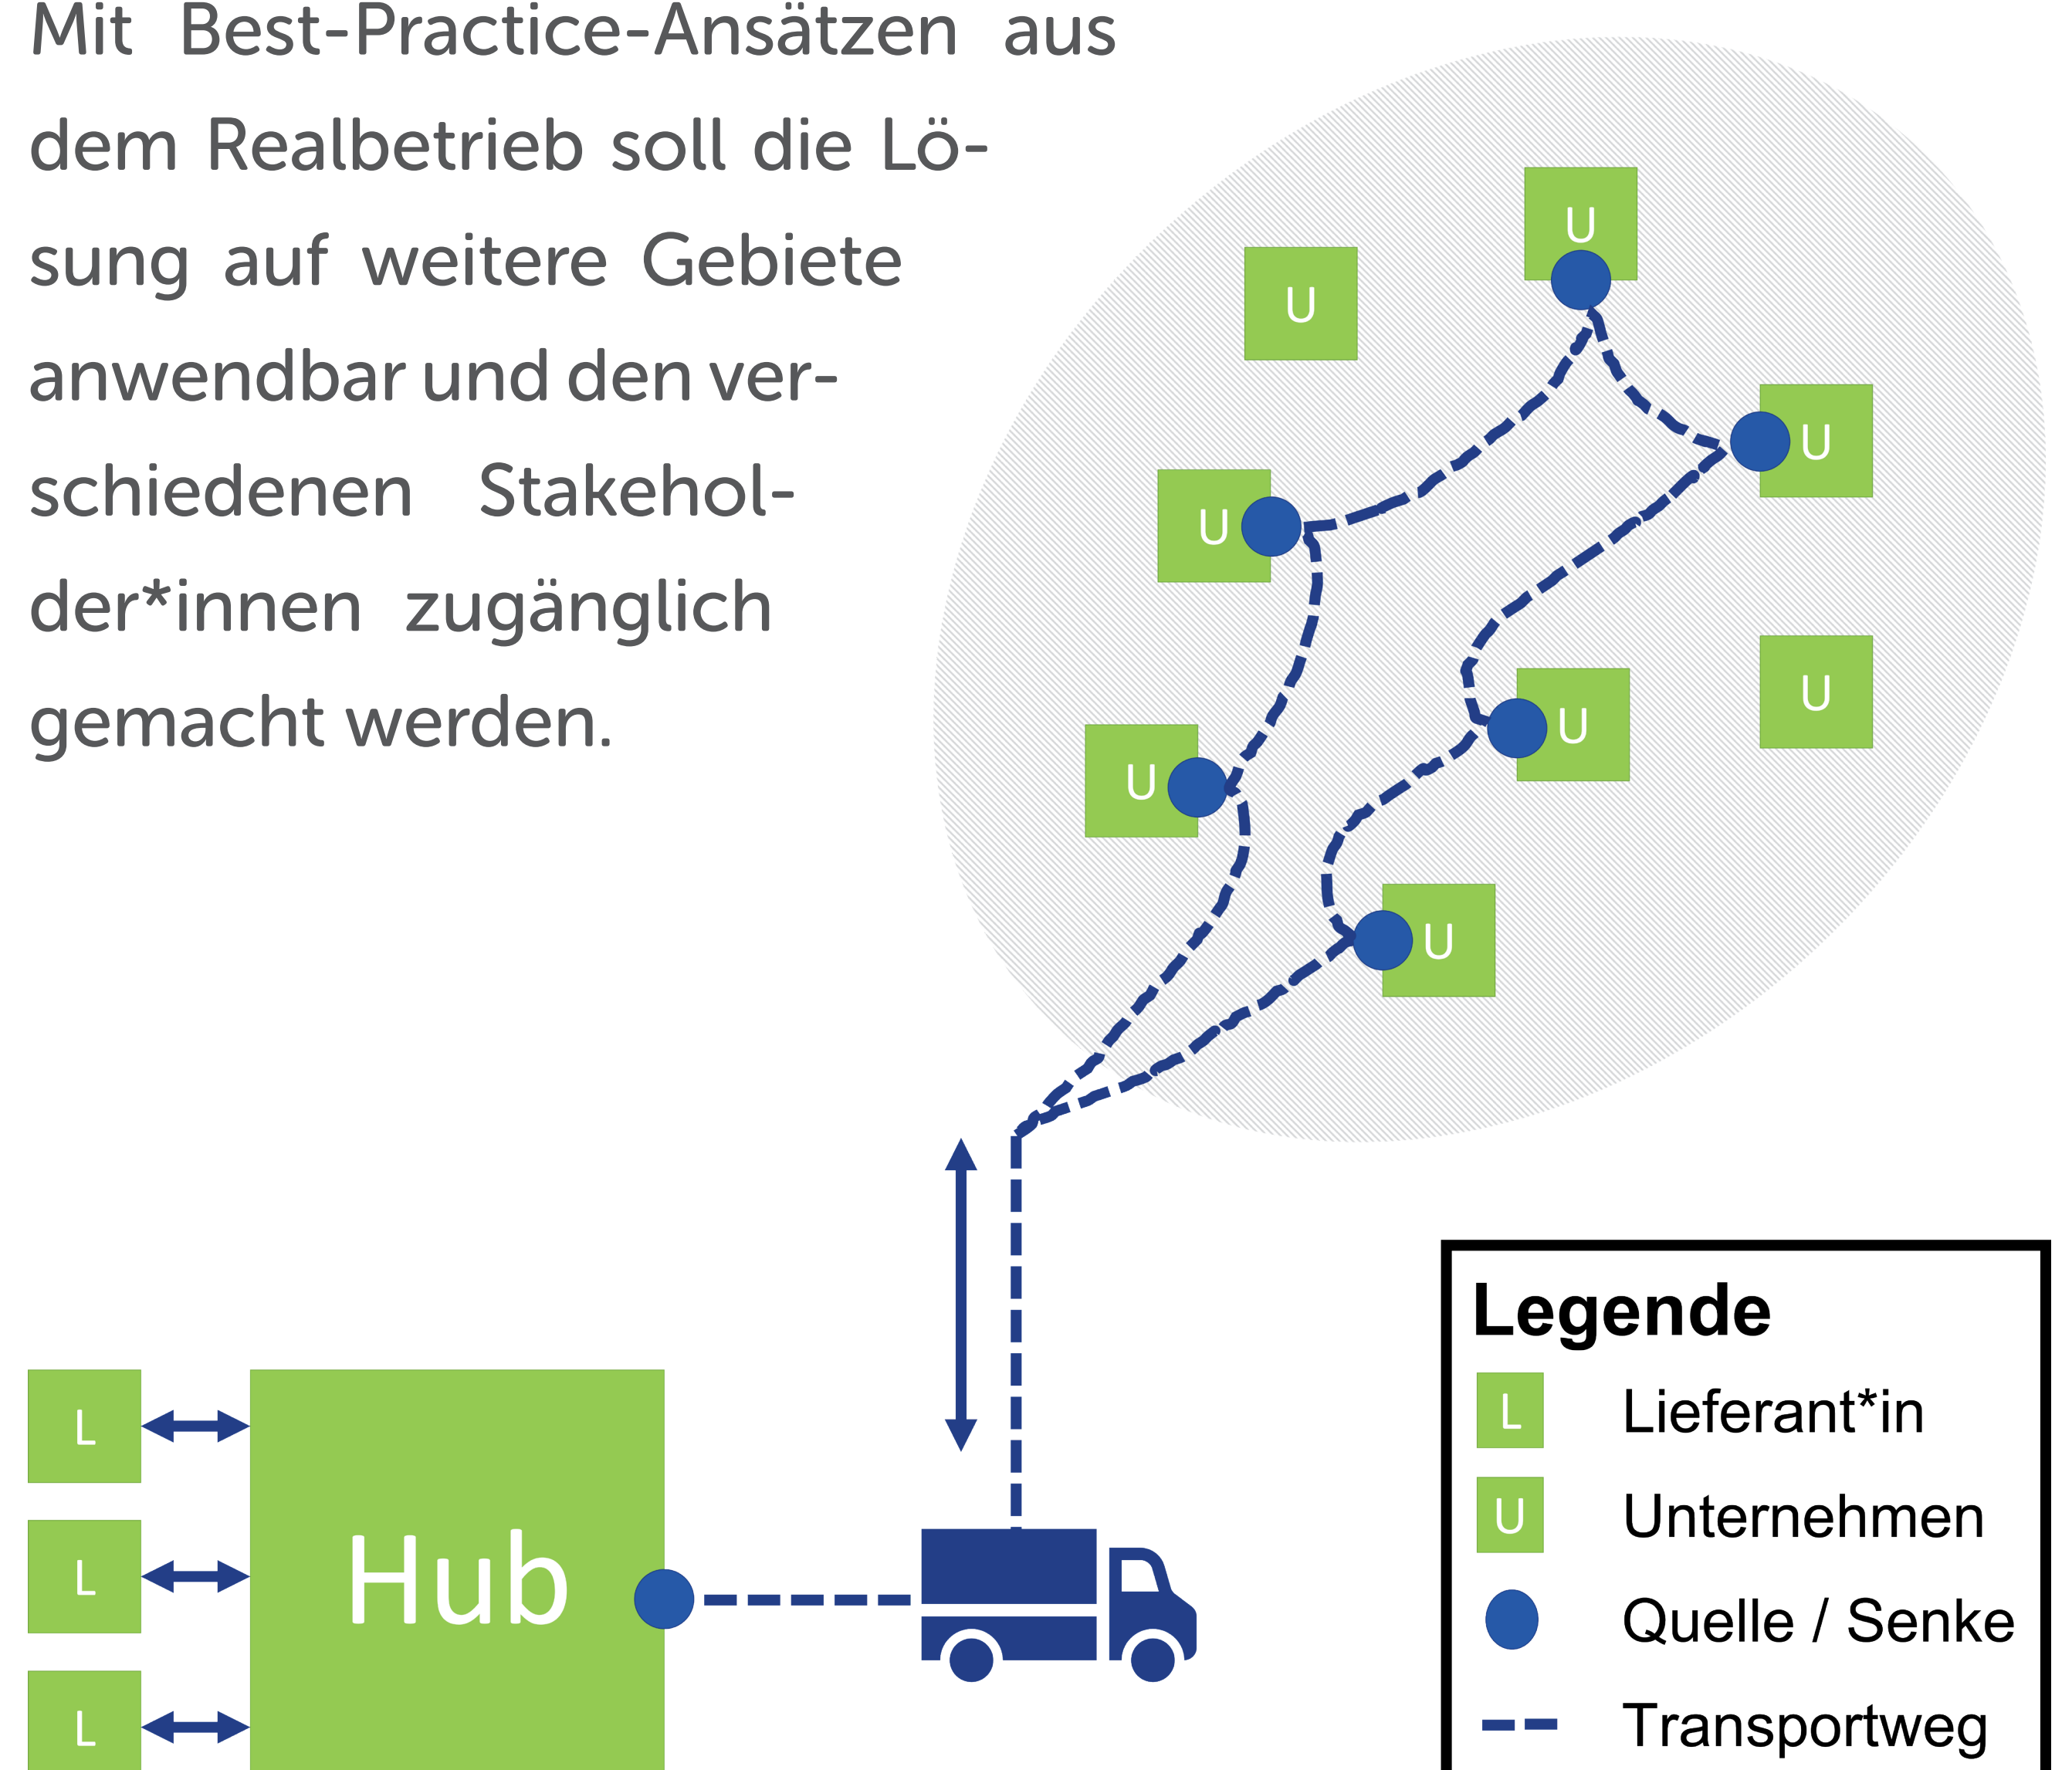 Mit Best-Practice-Ansätze aus
dem Realbetrieb soll die Lö-
sung auf weitere Gebiete
anwendbar und den ver-
schiedenen Stakehol-
der*innen zugänglich
gemacht werden.
U
U
U
U
U
U
U
U
Legende
L Lieferant*in
U Unternehmen
Quelle / Senke
Transportweg
L
L
L
Hub